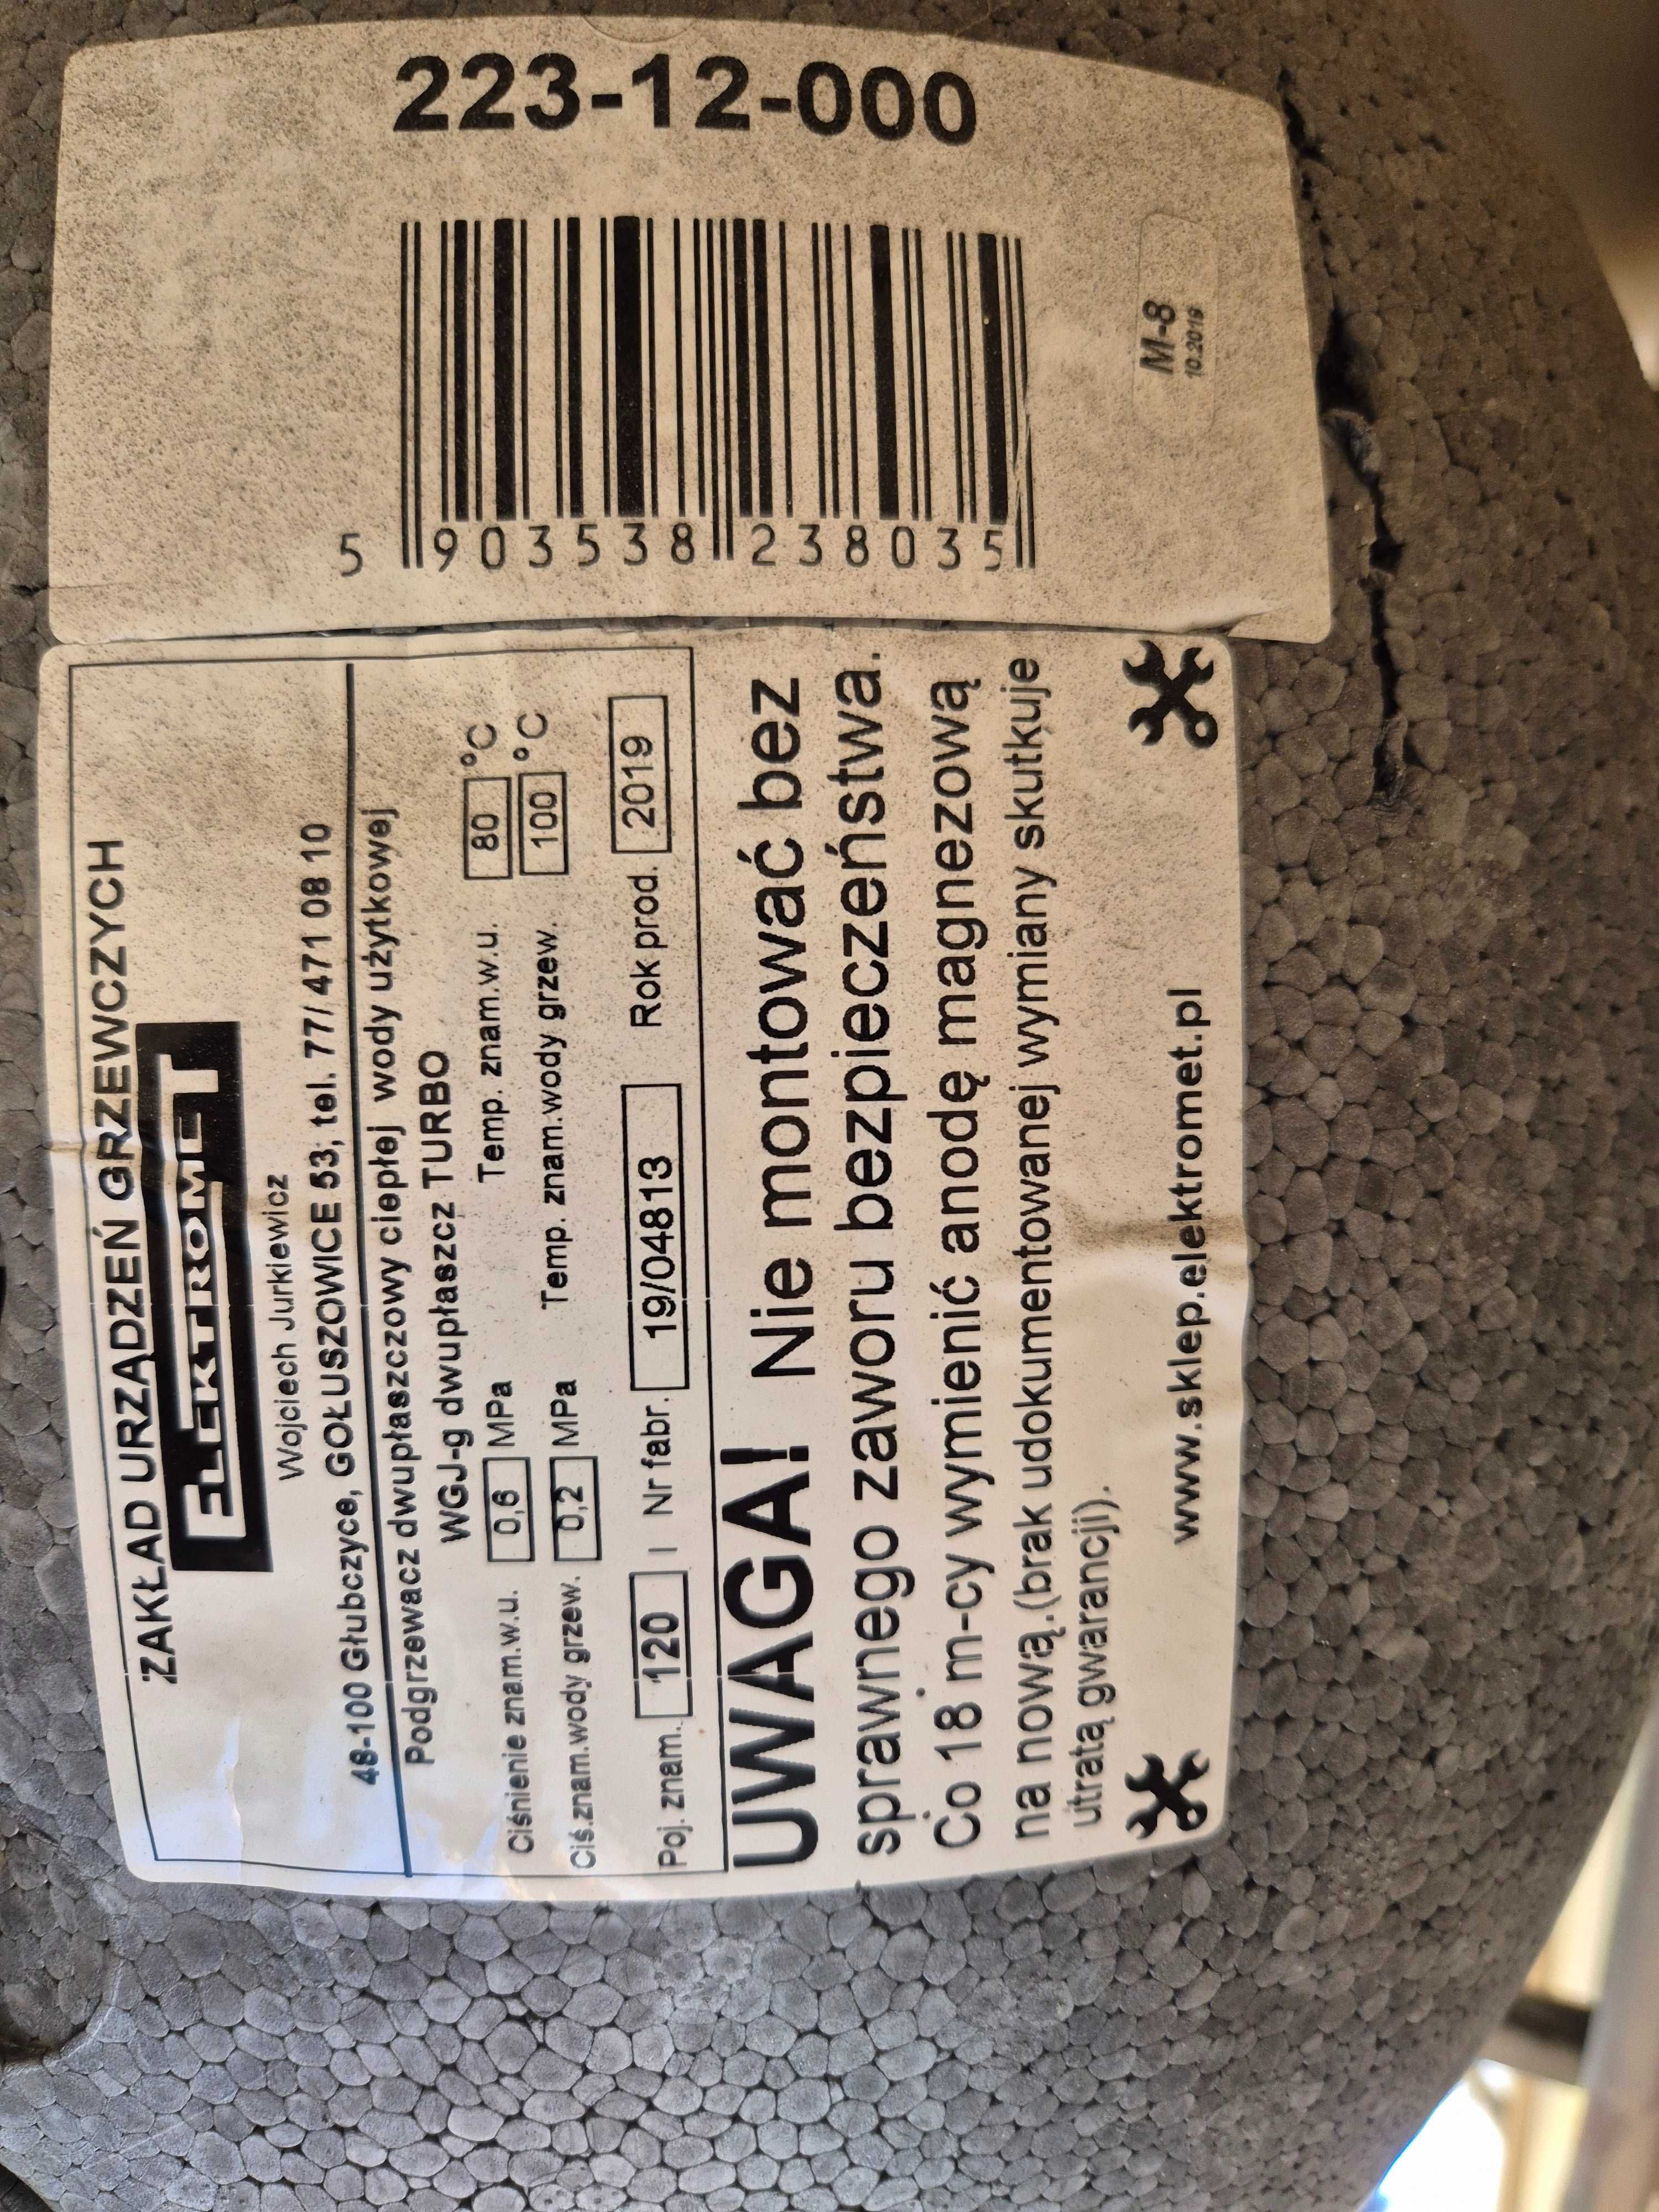 ZAKŁAD URZĄDZEŃ GRZEWCZYCH
ELEKTROMET
Wojciech Jurkiewicz
48-100 Głubczyce, GOŁUSZOWICE 53, tel. 77/ 471 08 10
Podgrzewacz dwupłaszczowy ciepłej wody użytkowej
WGJ-g dwupłaszcz TURBO
Ciśnienie znam.w.u. 0,6 MPa Temp. znam.w.u. 80 °C
Ciś.znam.wody grzew. 0,2 MPa Temp. znam.wody grzew. 100 °C
Poj. znam. 120 l Nr fabr. 19/04813 Rok prod. 2019
UWAGA! Nie montować bez
sprawnego zaworu bezpieczeństwa.
Co 18 m-cy wymienić anodę magnezową
na nową.(brak udokumentowanej wymiany skutkuje
utratą gwarancji).
www.sklep.elektromet.pl
223-12-000
5 903538 238035
M-8
10.2019